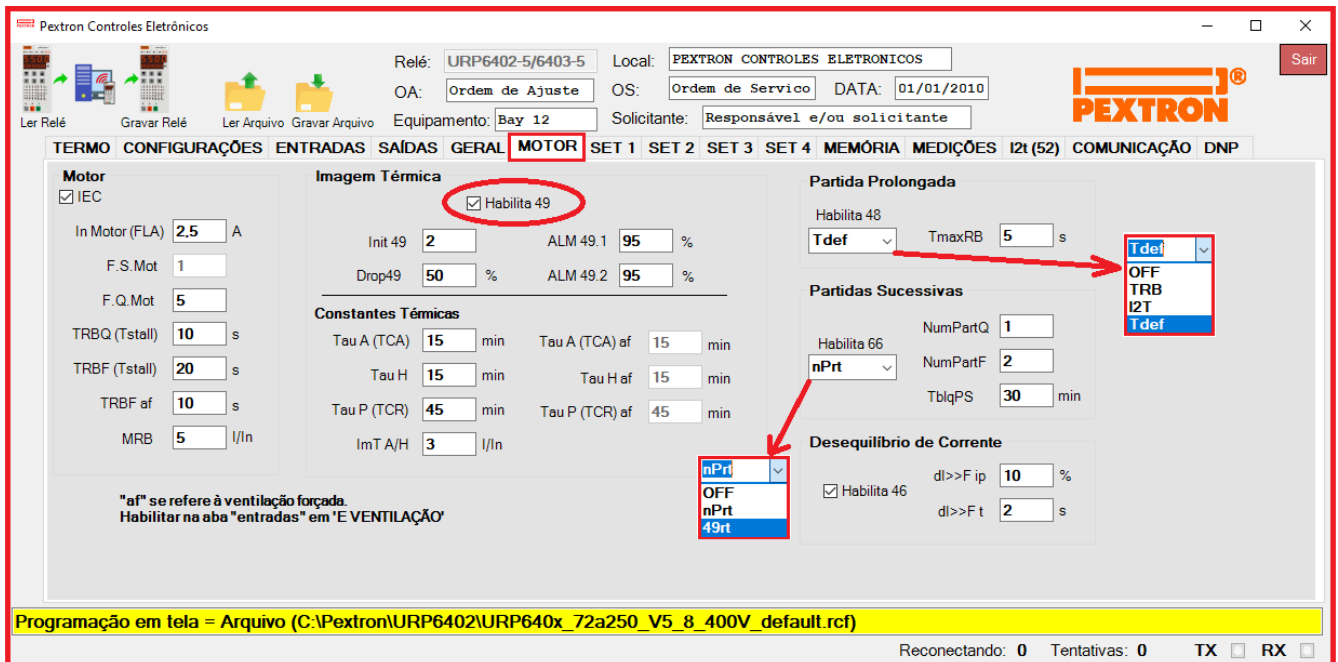 Pextron Controles Eletrônicos
Sair
Relé: URP6402-5/6403-5 Local: PEXTRON CONTROLES ELETRONICOS
OA: Ordem de Ajuste OS: Ordem de Servico DATA: 01/01/2010
Equipamento: Bay 12 Solicitante: Responsável e/ou solicitante
PEXTRON®
Ler Relé Gravar Relé Ler Arquivo Gravar Arquivo
TERMO CONFIGURAÇÕES ENTRADAS SAÍDAS GERAL MOTOR SET 1 SET 2 SET 3 SET 4 MEMÓRIA MEDIÇÕES I2t (52) COMUNICAÇÃO DNP
Motor
IEC
In Motor (FLA) 2,5 A
F.S.Mot 1
F.Q.Mot 5
TRBQ (Tstall) 10 s
TRBF (Tstall) 20 s
TRBF af 10 s
MRB 5 I/In
Imagem Térmica
Habilita 49
Init 49 2 ALM 49.1 95 %
Drop49 50 % ALM 49.2 95 %
Constantes Térmicas
Tau A (TCA) 15 min Tau A (TCA) af 15 min
Tau H 15 min Tau H af 15 min
Tau P (TCR) 45 min Tau P (TCR) af 45 min
ImT A/H 3 I/In
"af" se refere à ventilação forçada.
Habilitar na aba "entradas" em 'E VENTILAÇÃO'
Partida Prolongada
Habilita 48
Tdef TmaxRB 5 s
Tdef
OFF
TRB
I2T
Tdef
Partidas Sucessivas
NumPartQ 1
Habilita 66
nPrt NumPartF 2
TblqPS 30 min
nPrt
OFF
nPrt
49rt
Desequilíbrio de Corrente
dI>>F ip 10 %
Habilita 46
dI>>F t 2 s
Programação em tela = Arquivo (C:\Pextron\URP6402\URP640x_72a250_V5_8_400V_default.rcf)
Reconectando: 0 Tentativas: 0 TX RX